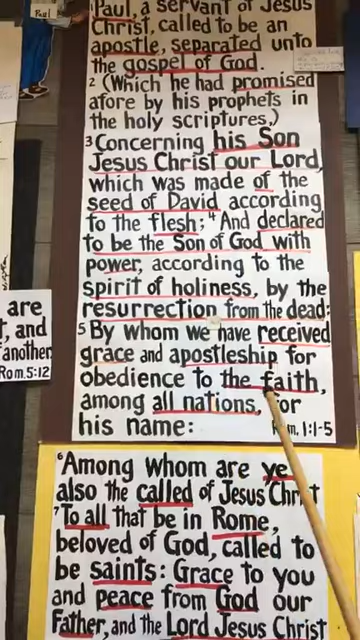 Paul
Paul, a servant of Jesus
Christ, called to be an
apostle, separated unto
the gospel of God.
2 (Which he had promised
afore by his prophets in
the holy scriptures,)
3 Concerning his Son
Jesus Christ our Lord,
which was made of the
seed of David according
to the flesh; 4 And declared
to be the Son of God with
power, according to the
spirit of holiness, by the
resurrection from the dead:
5 By whom we have received
grace and apostleship for
obedience to the faith,
among all nations, for
his name:
Rom. 1:1-5
are
, and
another.
Rom. 5:12
6 Among whom are ye
also the called of Jesus Christ
7 To all that be in Rome,
beloved of God, called to
be saints: Grace to you
and peace from God our
Father, and the Lord Jesus Christ